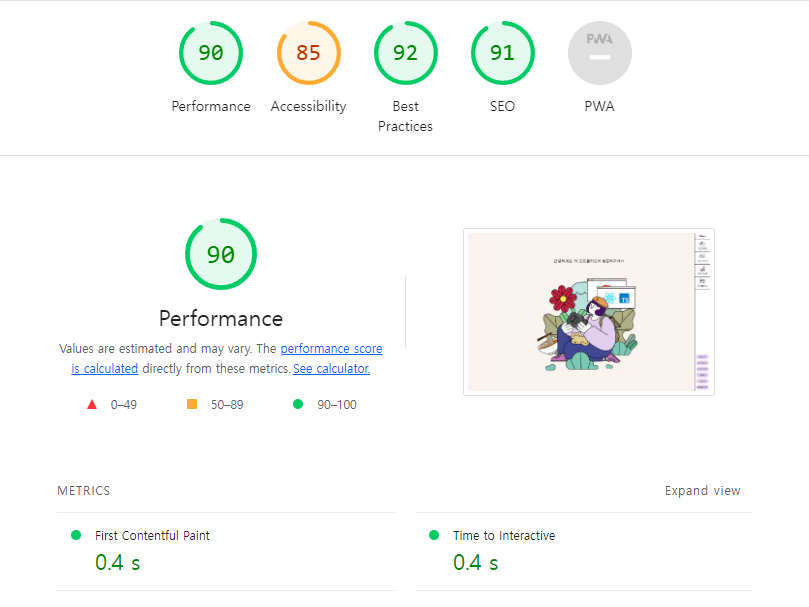 90
85
92
91
PWA
Performance
Accessibility
Best
Practices
SEO
PWA
90
Performance
Values are estimated and may vary. The performance score
is calculated directly from these metrics. See calculator.
0–49
50–89
90–100
TS
METRICS
Expand view
First Contentful Paint
0.4 s
Time to Interactive
0.4 s